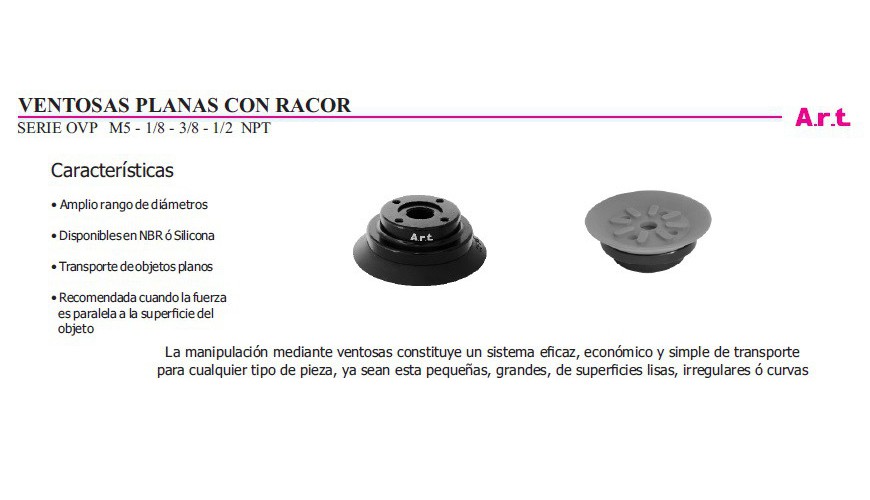 VENTOSAS PLANAS CON RACOR
SERIE OVP M5 - 1/8 - 3/8 - 1/2 NPT
A.r.t.
Características
• Amplio rango de diámetros
• Disponibles en NBR ó Silicona
• Transporte de objetos planos
• Recomendada cuando la fuerza
es paralela a la superficie del
objeto
A.r.t.
La manipulación mediante ventosas constituye un sistema eficaz, económico y simple de transporte
para cualquier tipo de pieza, ya sean esta pequeñas, grandes, de superficies lisas, irregulares ó curvas